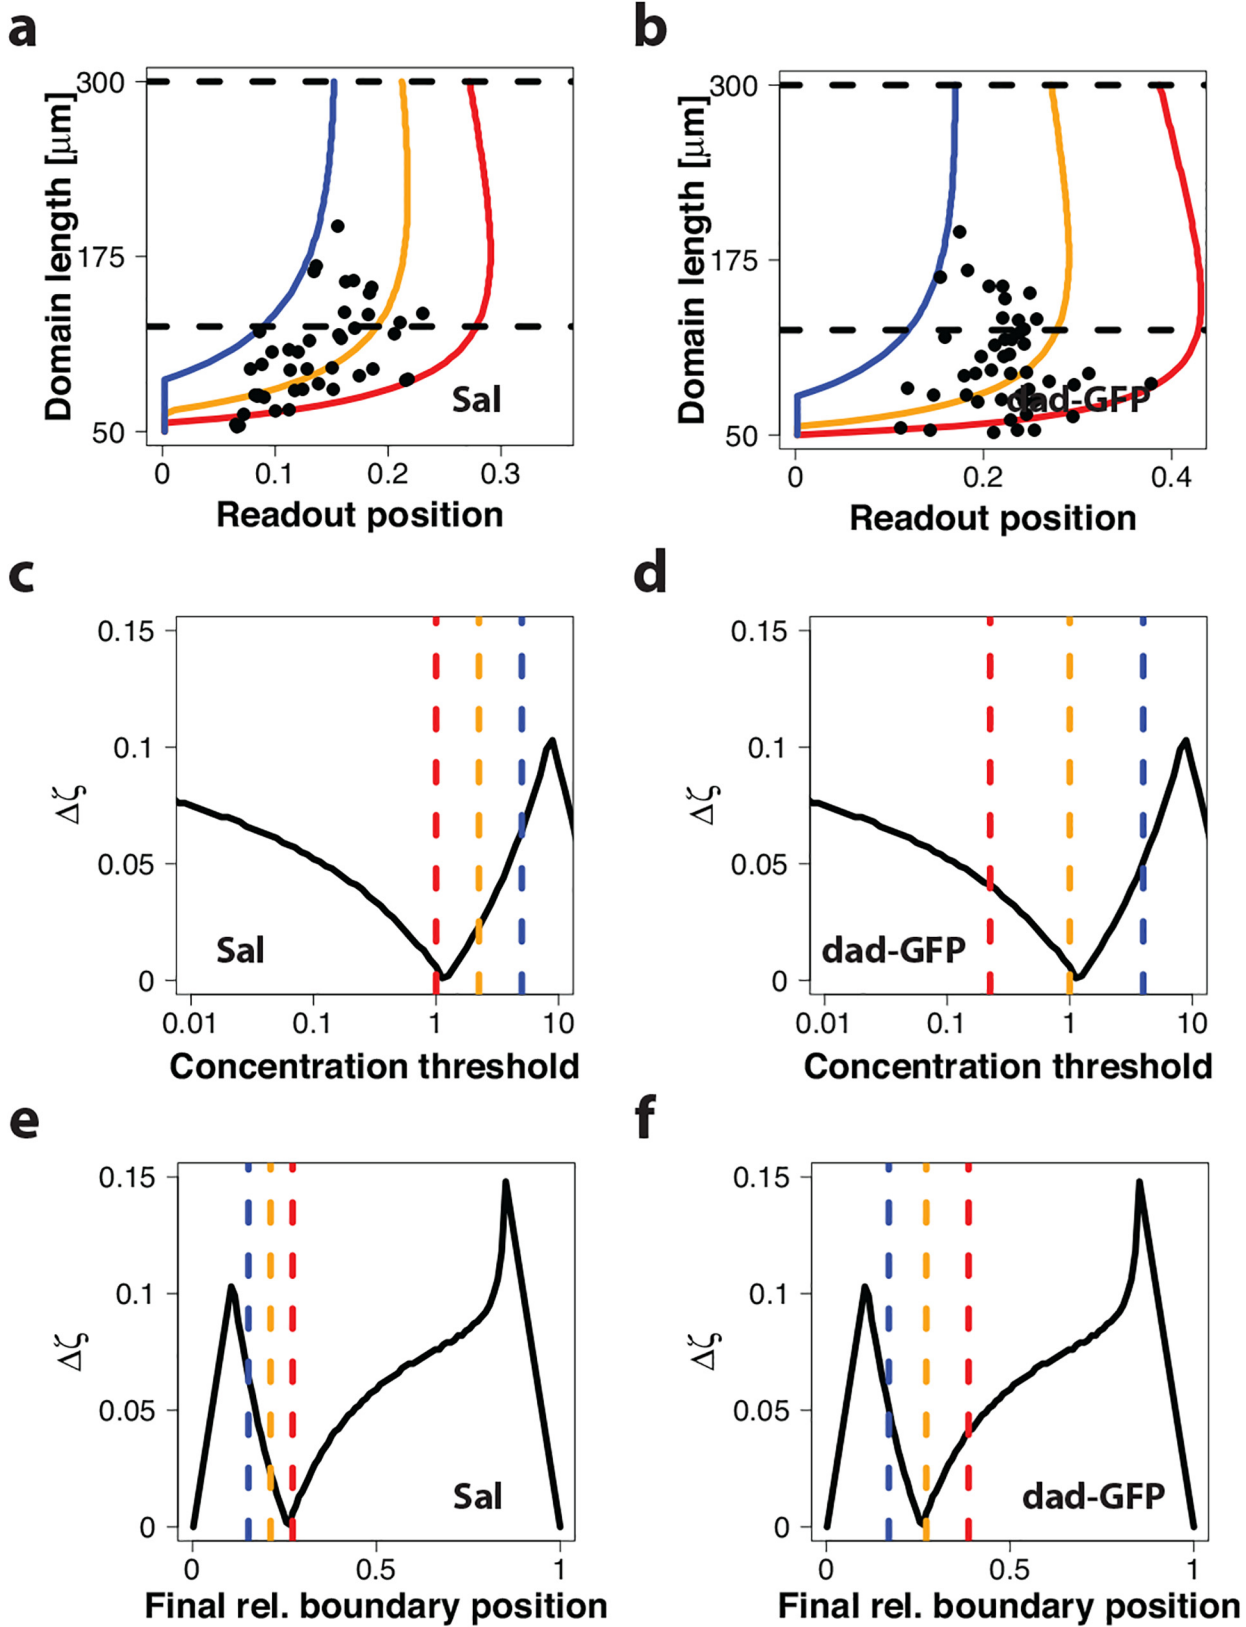 a
300
175
50
Domain length [μm]
Sal
0 0.1 0.2 0.3
Readout position
b
300
175
50
Domain length [μm]
dad-GFP
0 0.2 0.4
Readout position
c
0.15
0.1
0.05
0
Δζ
Sal
0.01 0.1 1 10
Concentration threshold
d
0.15
0.1
0.05
0
Δζ
dad-GFP
0.01 0.1 1 10
Concentration threshold
e
0.15
0.1
0.05
0
Δζ
Sal
0 0.5 1
Final rel. boundary position
f
0.15
0.1
0.05
0
Δζ
dad-GFP
0 0.5 1
Final rel. boundary position